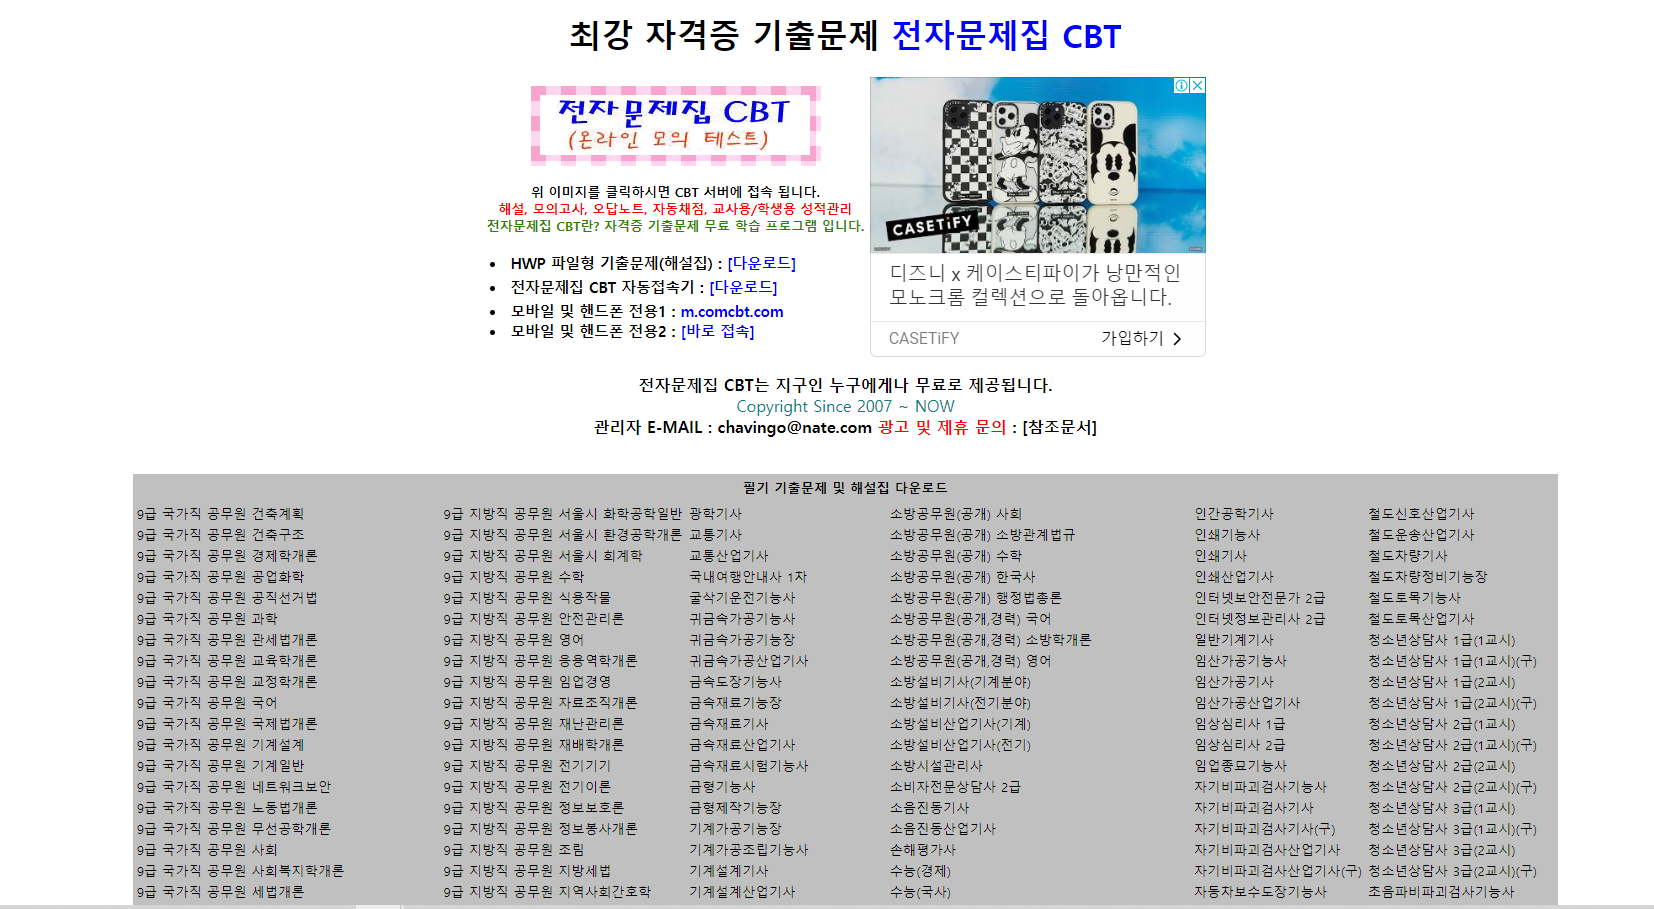 최강 자격증 기출문제 전자문제집 CBT
전자문제집 CBT
(온라인 모의 테스트)
위 이미지를 클릭하시면 CBT 서버에 접속 됩니다.
해설, 모의고사, 오답노트, 자동채점, 교사용/학생용 성적관리
전자문제집 CBT란? 자격증 기출문제 무료 학습 프로그램 입니다.
• HWP 파일형 기출문제(해설집) : [다운로드]
• 전자문제집 CBT 자동접속기 : [다운로드]
• 모바일 및 핸드폰 전용1 : m.comcbt.com
• 모바일 및 핸드폰 전용2 : [바로 접속]
CASETiFY
디즈니 x 케이스티파이가 낭만적인
모노크롬 컬렉션으로 돌아옵니다.
CASETiFY 가입하기
전자문제집 CBT는 지구인 누구에게나 무료로 제공됩니다.
Copyright Since 2007 ~ NOW
관리자 E-MAIL : chavingo@nate.com 광고 및 제휴 문의 : [참조문서]
필기 기출문제 및 해설집 다운로드
9급 국가직 공무원 건축계획 9급 지방직 공무원 서울시 화학공학일반 광학기사 소방공무원(공개) 사회 인간공학기사 철도신호산업기사
9급 국가직 공무원 건축구조 9급 지방직 공무원 서울시 환경공학개론 교통기사 소방공무원(공개) 소방관계법규 인쇄기능사 철도운송산업기사
9급 국가직 공무원 경제학개론 9급 지방직 공무원 서울시 회계학 교통산업기사 소방공무원(공개) 수학 인쇄기사 철도차량기사
9급 국가직 공무원 공업화학 9급 지방직 공무원 수학 국내여행안내사 1차 소방공무원(공개) 한국사 인쇄산업기사 철도차량정비기능장
9급 국가직 공무원 공직선거법 9급 지방직 공무원 식용작물 굴삭기운전기능사 소방공무원(공개) 행정법총론 인터넷보안전문가 2급 철도토목기능사
9급 국가직 공무원 과학 9급 지방직 공무원 안전관리론 귀금속가공기능사 소방공무원(공개,경력) 국어 인터넷정보관리사 2급 철도토목산업기사
9급 국가직 공무원 관세법개론 9급 지방직 공무원 영어 귀금속가공기능장 소방공무원(공개,경력) 소방학개론 일반기계기사 청소년상담사 1급(1교시)
9급 국가직 공무원 교육학개론 9급 지방직 공무원 응용역학개론 귀금속가공산업기사 소방공무원(공개,경력) 영어 임산가공기능사 청소년상담사 1급(1교시)(구)
9급 국가직 공무원 교정학개론 9급 지방직 공무원 임업경영 금속도장기능사 소방설비기사(기계분야) 임산가공기사 청소년상담사 1급(2교시)
9급 국가직 공무원 국어 9급 지방직 공무원 자료조직개론 금속재료기능장 소방설비기사(전기분야) 임산가공산업기사 청소년상담사 1급(2교시)(구)
9급 국가직 공무원 국제법개론 9급 지방직 공무원 재난관리론 금속재료기사 소방설비산업기사(기계) 임상심리사 1급 청소년상담사 2급(1교시)
9급 국가직 공무원 기계설계 9급 지방직 공무원 재배학개론 금속재료산업기사 소방설비산업기사(전기) 임상심리사 2급 청소년상담사 2급(1교시)(구)
9급 국가직 공무원 기계일반 9급 지방직 공무원 전기기기 금속재료시험기능사 소방시설관리사 임업종묘기능사 청소년상담사 2급(2교시)
9급 국가직 공무원 네트워크보안 9급 지방직 공무원 전기이론 금형기능사 소비자전문상담사 2급 자기비파괴검사기능사 청소년상담사 2급(2교시)(구)
9급 국가직 공무원 노동법개론 9급 지방직 공무원 정보보호론 금형제작기능장 소음진동기사 자기비파괴검사기사 청소년상담사 3급(1교시)
9급 국가직 공무원 무선공학개론 9급 지방직 공무원 정보봉사개론 기계가공기능장 소음진동산업기사 자기비파괴검사기사(구) 청소년상담사 3급(1교시)(구)
9급 국가직 공무원 사회 9급 지방직 공무원 조림 기계가공조립기능사 손해평가사 자기비파괴검사산업기사 청소년상담사 3급(2교시)
9급 국가직 공무원 사회복지학개론 9급 지방직 공무원 지방세법 기계설계기사 수능(경제) 자기비파괴검사산업기사(구) 청소년상담사 3급(2교시)(구)
9급 국가직 공무원 세법개론 9급 지방직 공무원 지역사회간호학 기계설계산업기사 수능(국사) 자동차보수도장기능사 초음파비파괴검사기능사